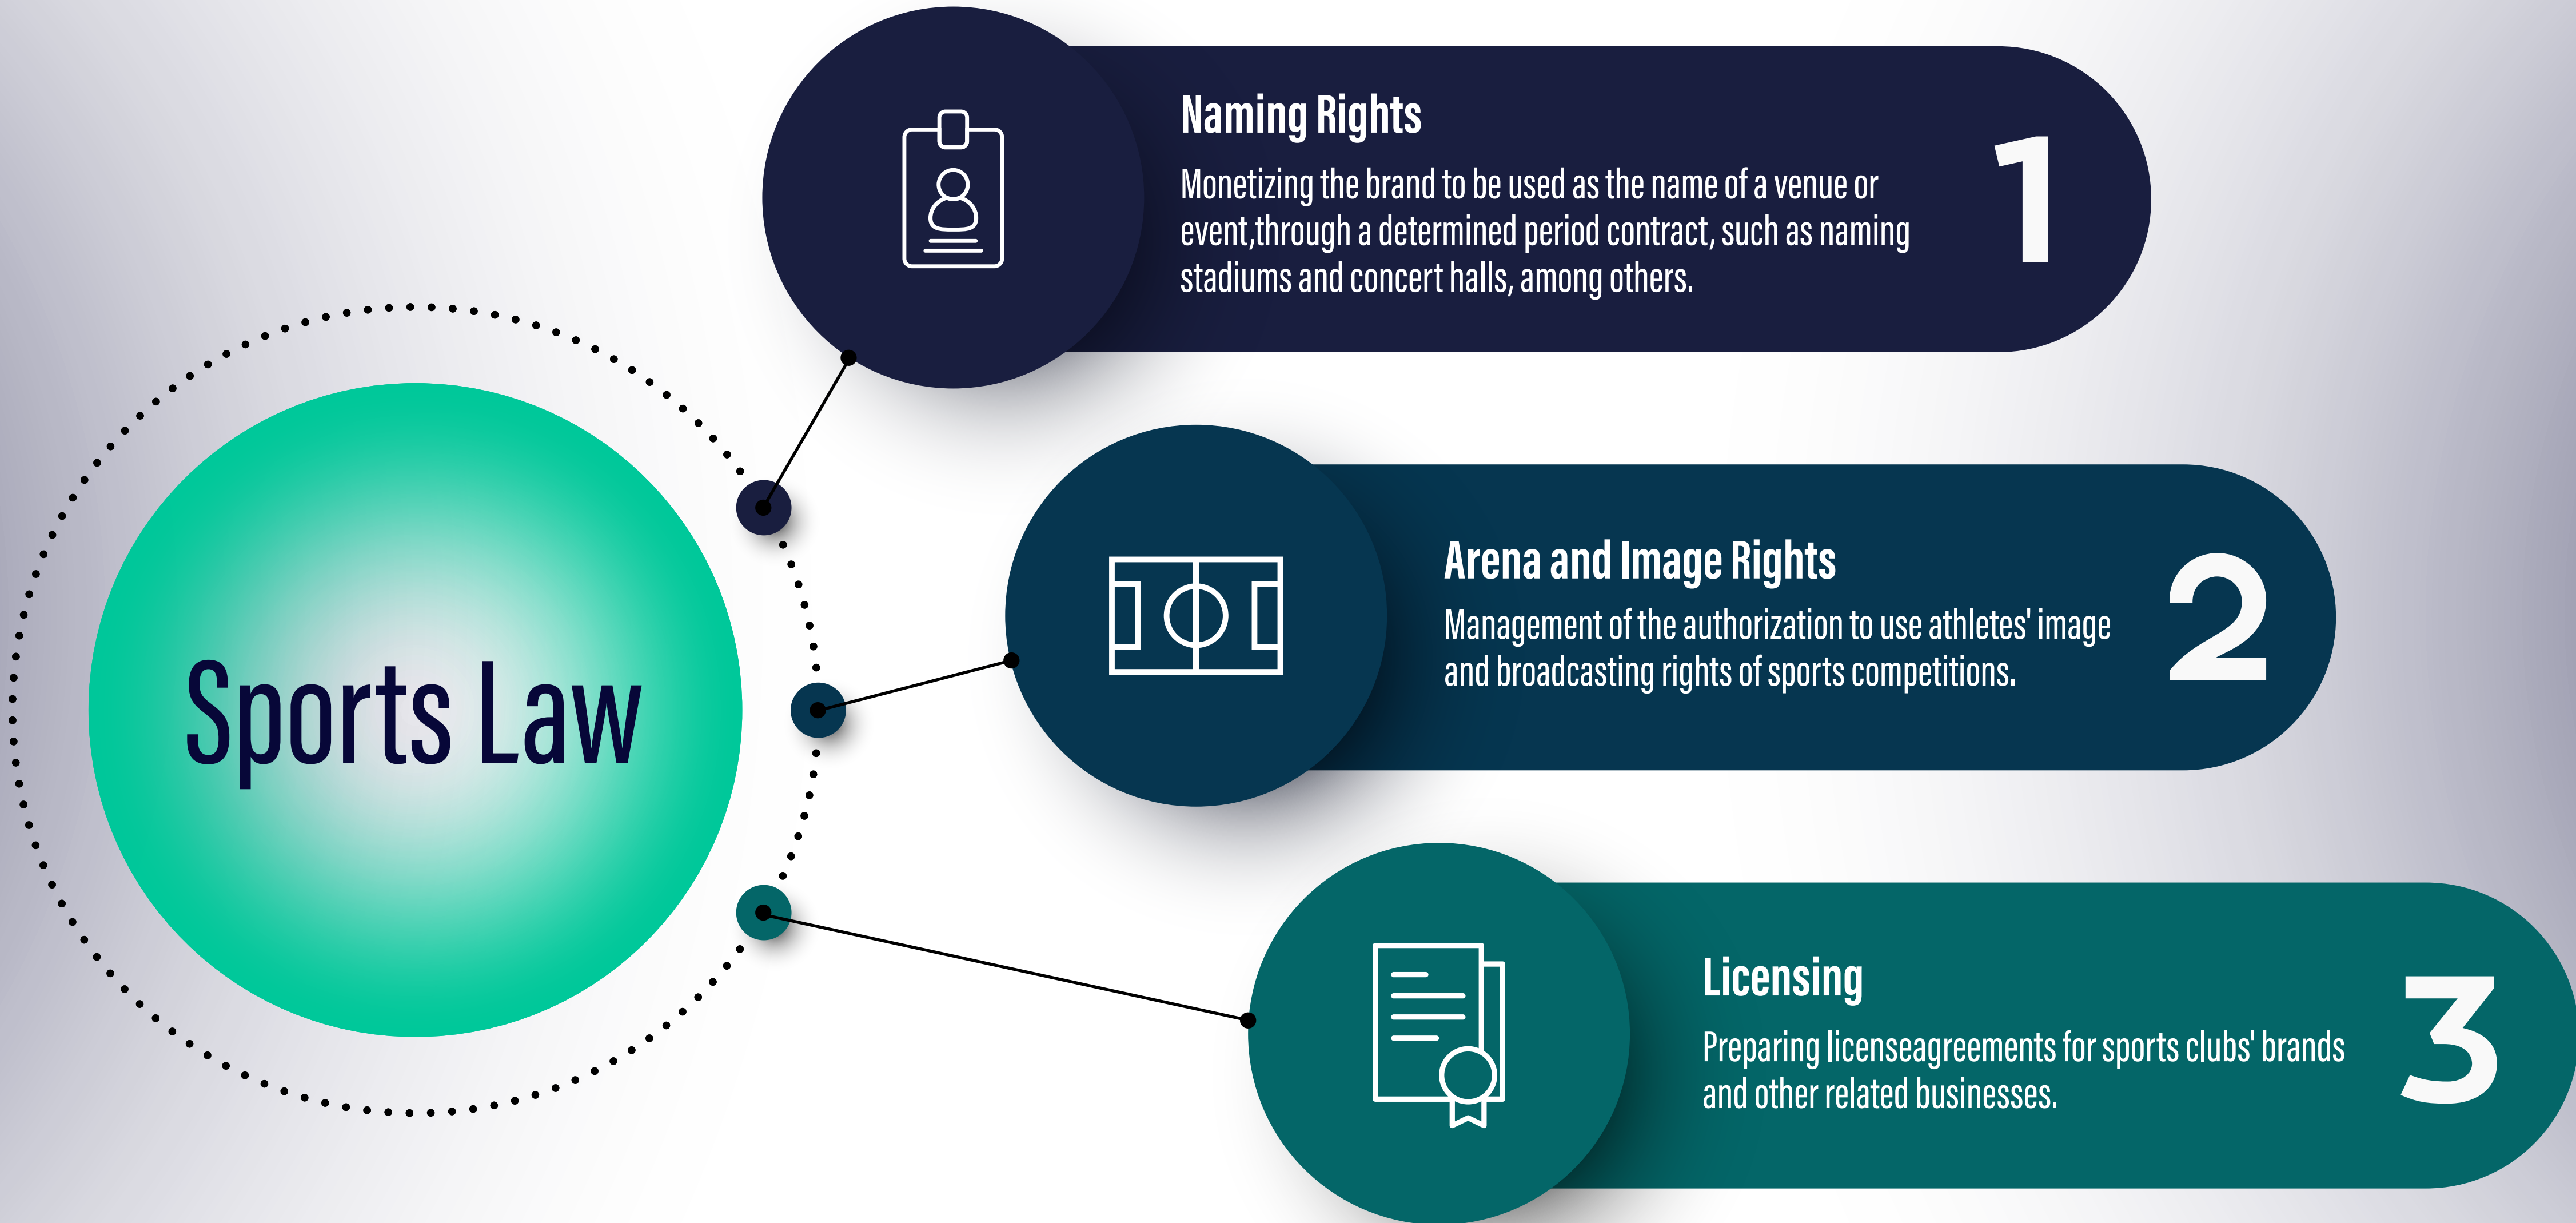 Sports Law
Naming Rights
Monetizing the brand to be used as the name of a venue or
event,through a determined period contract, such as naming
stadiums and concert halls, among others.
1
Arena and Image Rights
Management of the authorization to use athletes' image
and broadcasting rights of sports competitions.
2
Licensing
Preparing licenseagreements for sports clubs' brands
and other related businesses.
3